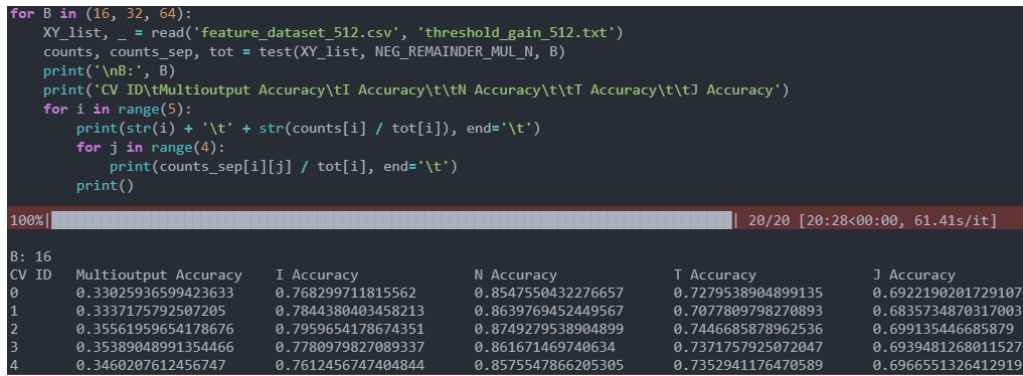 for B in (16, 32, 64):
    XY_list, _ = read('feature_dataset_512.csv', 'threshold_gain_512.txt')
    counts, counts_sep, tot = test(XY_list, NEG_REMAINDER_MUL_N, B)
    print('\nB:', B)
    print('CV ID\tMultioutput Accuracy\tI Accuracy\t\tN Accuracy\t\tT Accuracy\t\tJ Accuracy')
    for i in range(5):
        print(str(i) + '\t' + str(counts[i] / tot[i]), end='\t')
        for j in range(4):
            print(counts_sep[i][j] / tot[i], end='\t')
        print()
100%| | 20/20 [20:28<00:00, 61.41s/it]
B: 16
CV ID Multioutput Accuracy I Accuracy N Accuracy T Accuracy J Accuracy
0 0.33025936599423633 0.768299711815562 0.8547550432276657 0.7279538904899135 0.6922190201729107
1 0.3337175792507205 0.7844380403458213 0.8639769452449567 0.7077809798270893 0.6835734870317003
2 0.35561959654178676 0.7959654178674351 0.8749279538904899 0.7446685878962536 0.699135446685879
3 0.35389048991354466 0.7780979827089337 0.861671469740634 0.7371757925072047 0.6939481268011527
4 0.3460207612456747 0.7612456747404844 0.8575547866205305 0.7352941176470589 0.6966551326412919